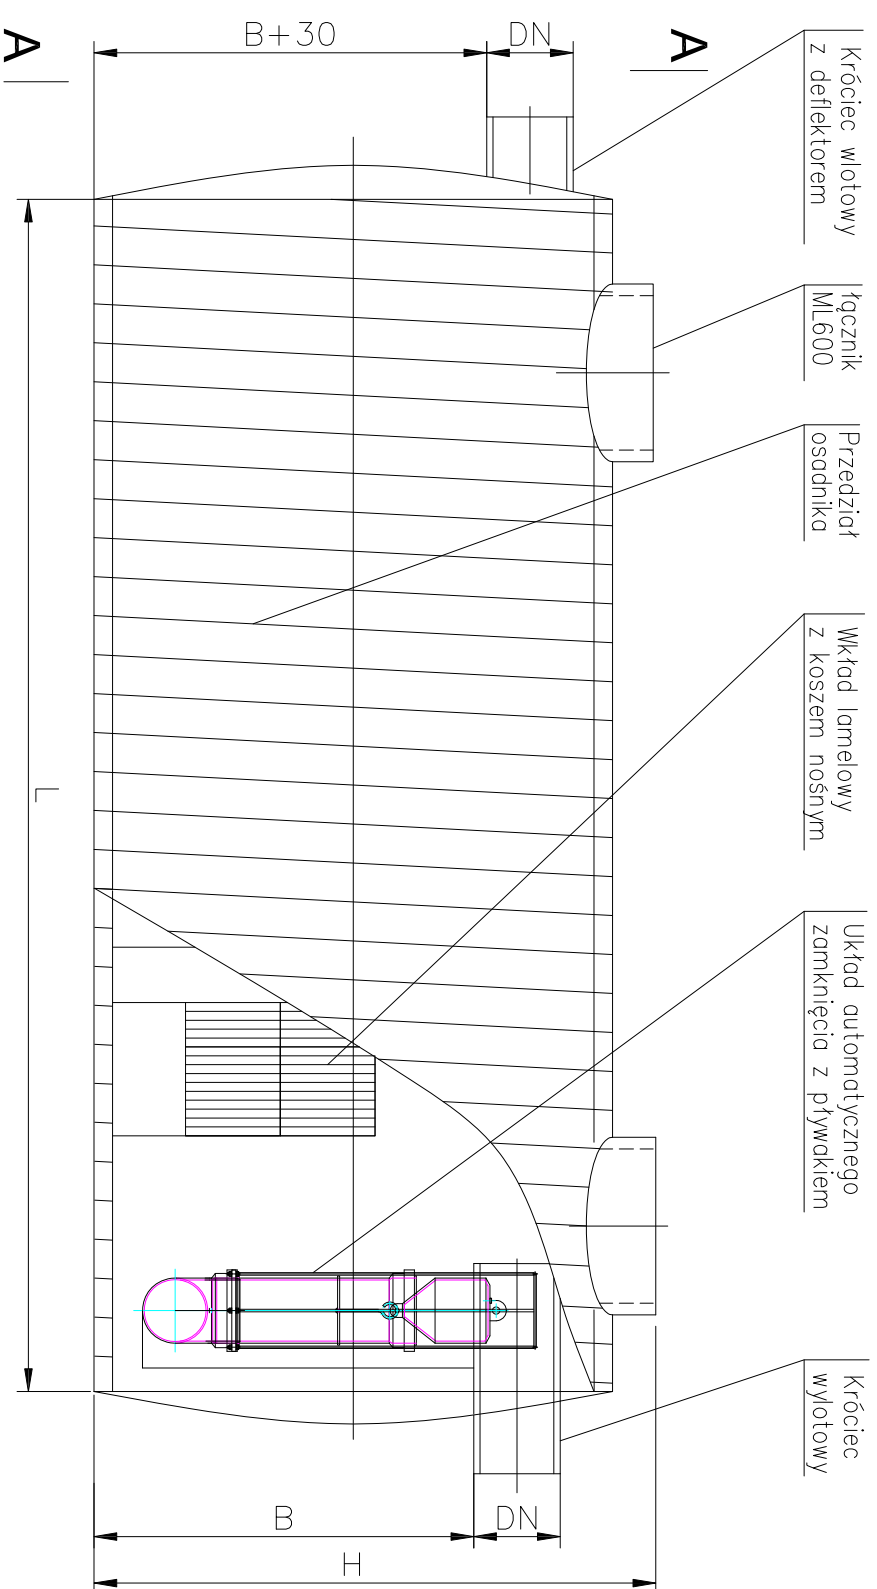 Króciec wlotowy
z deflektorem
łącznik
ML600
Przedział
osadnika
Wkład lamelowy
z koszem nośnym
Układ automatycznego
zamknięcia z pływakiem
Króciec
wylotowy
A
A
B+30
DN
L
B
DN
H